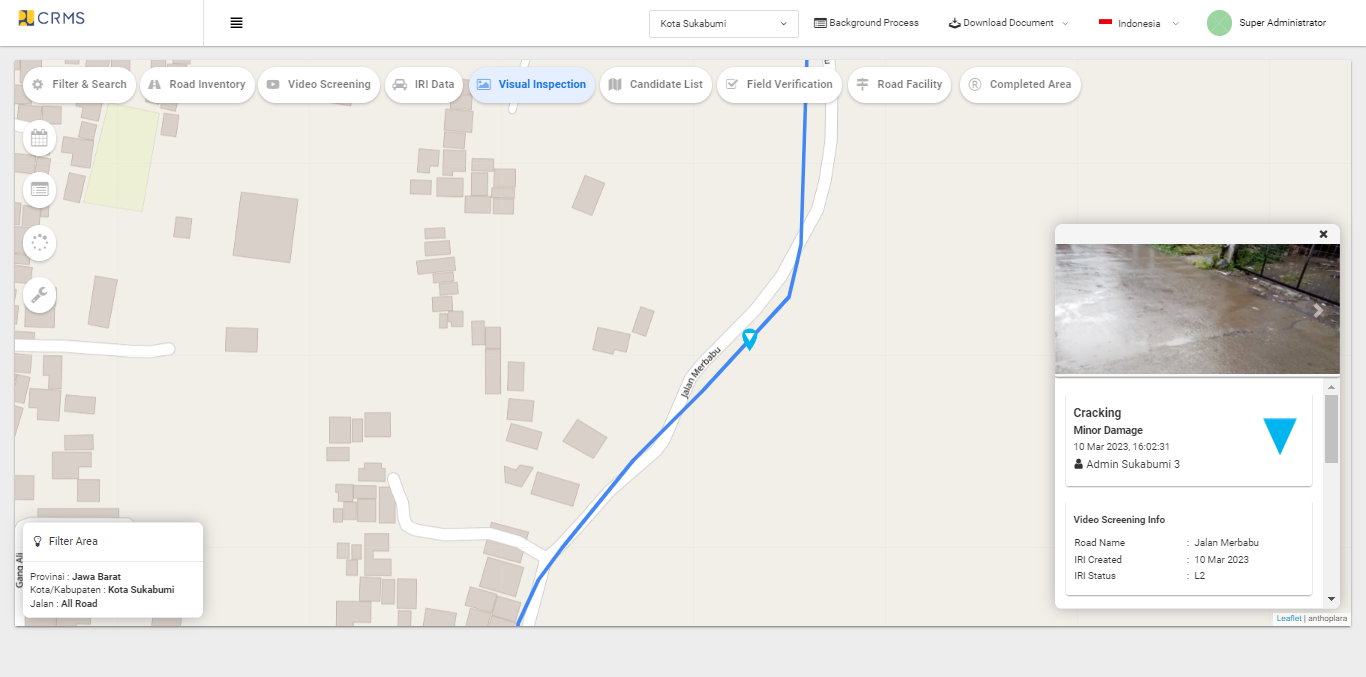 CRMS
Kota Sukabumi
Background Process
Download Document
Indonesia
Super Administrator
Filter & Search
Road Inventory
Video Screening
IRI Data
Visual Inspection
Candidate List
Field Verification
Road Facility
Completed Area
Jalan Merbabu
Cracking
Minor Damage
10 Mar 2023, 16:02:31
Admin Sukabumi 3
Video Screening Info
Road Name : Jalan Merbabu
IRI Created : 10 Mar 2023
IRI Status : L2
Gang Ali
Filter Area
Provinsi : Jawa Barat
Kota/Kabupaten : Kota Sukabumi
Jalan : All Road
Leaflet | anthoplara